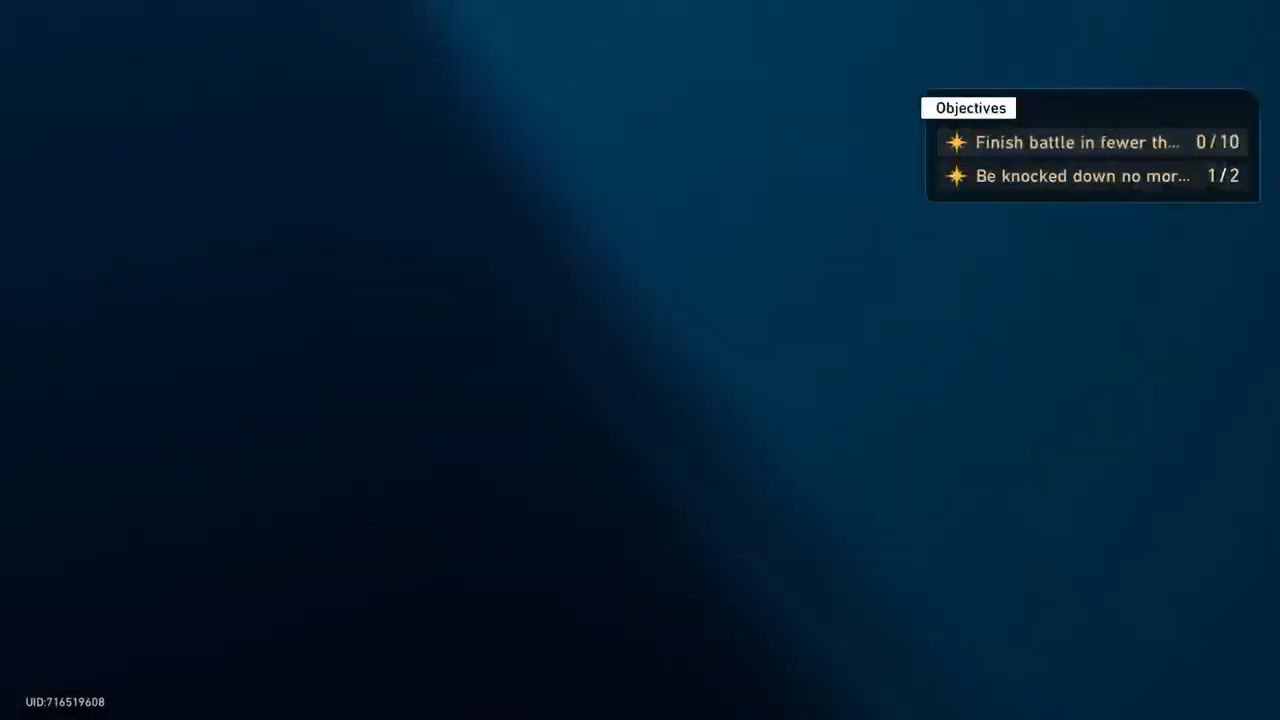 Objectives
Finish battle in fewer th... 0/10
Be knocked down no mor... 1/2
UID:716519608